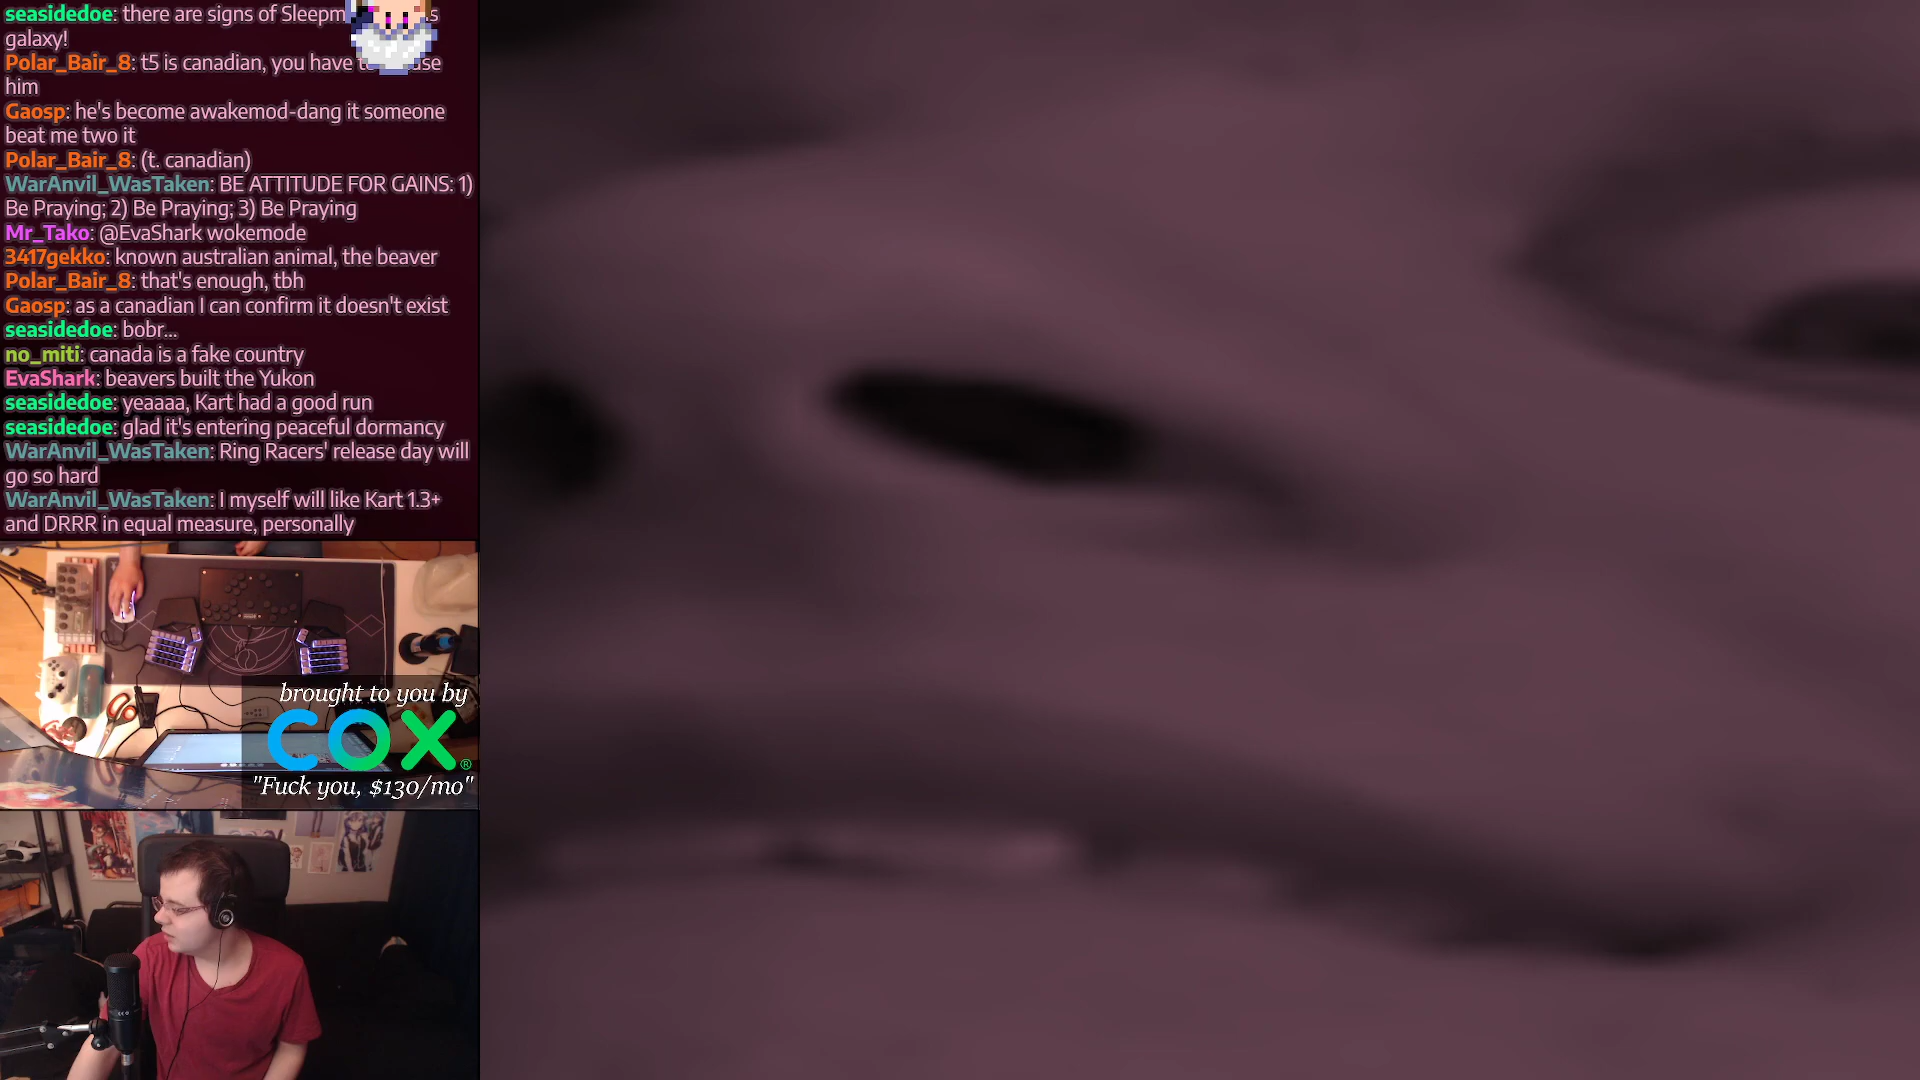 seasidedoe: there are signs of Sleepm s
galaxy!
Polar_Bair_8: t5 is canadian, you have
him
Gaosp: he's become awakemod-dang it someone
beat me two it
Polar_Bair_8: (t. canadian)
WarAnvil_WasTaken: BE ATTITUDE FOR GAINS: 1)
Be Praying; 2) Be Praying; 3) Be Praying
Mr_Tako: @EvaShark wokemode
3417gekko: known australian animal, the beaver
Polar_Bair_8: that's enough, tbh
Gaosp: as a canadian I can confirm it doesn't exist
seasidedoe: bobr...
no_miti: canada is a fake country
EvaShark: beavers built the Yukon
seasidedoe: yeaaaa, Kart had a good run
seasidedoe: glad it's entering peaceful dormancy
WarAnvil_WasTaken: Ring Racers' release day will
go so hard
WarAnvil_WasTaken: I myself will like Kart 1.3+
and DRRR in equal measure, personally
brought to you by
COX®
"Fuck you, $130/mo"